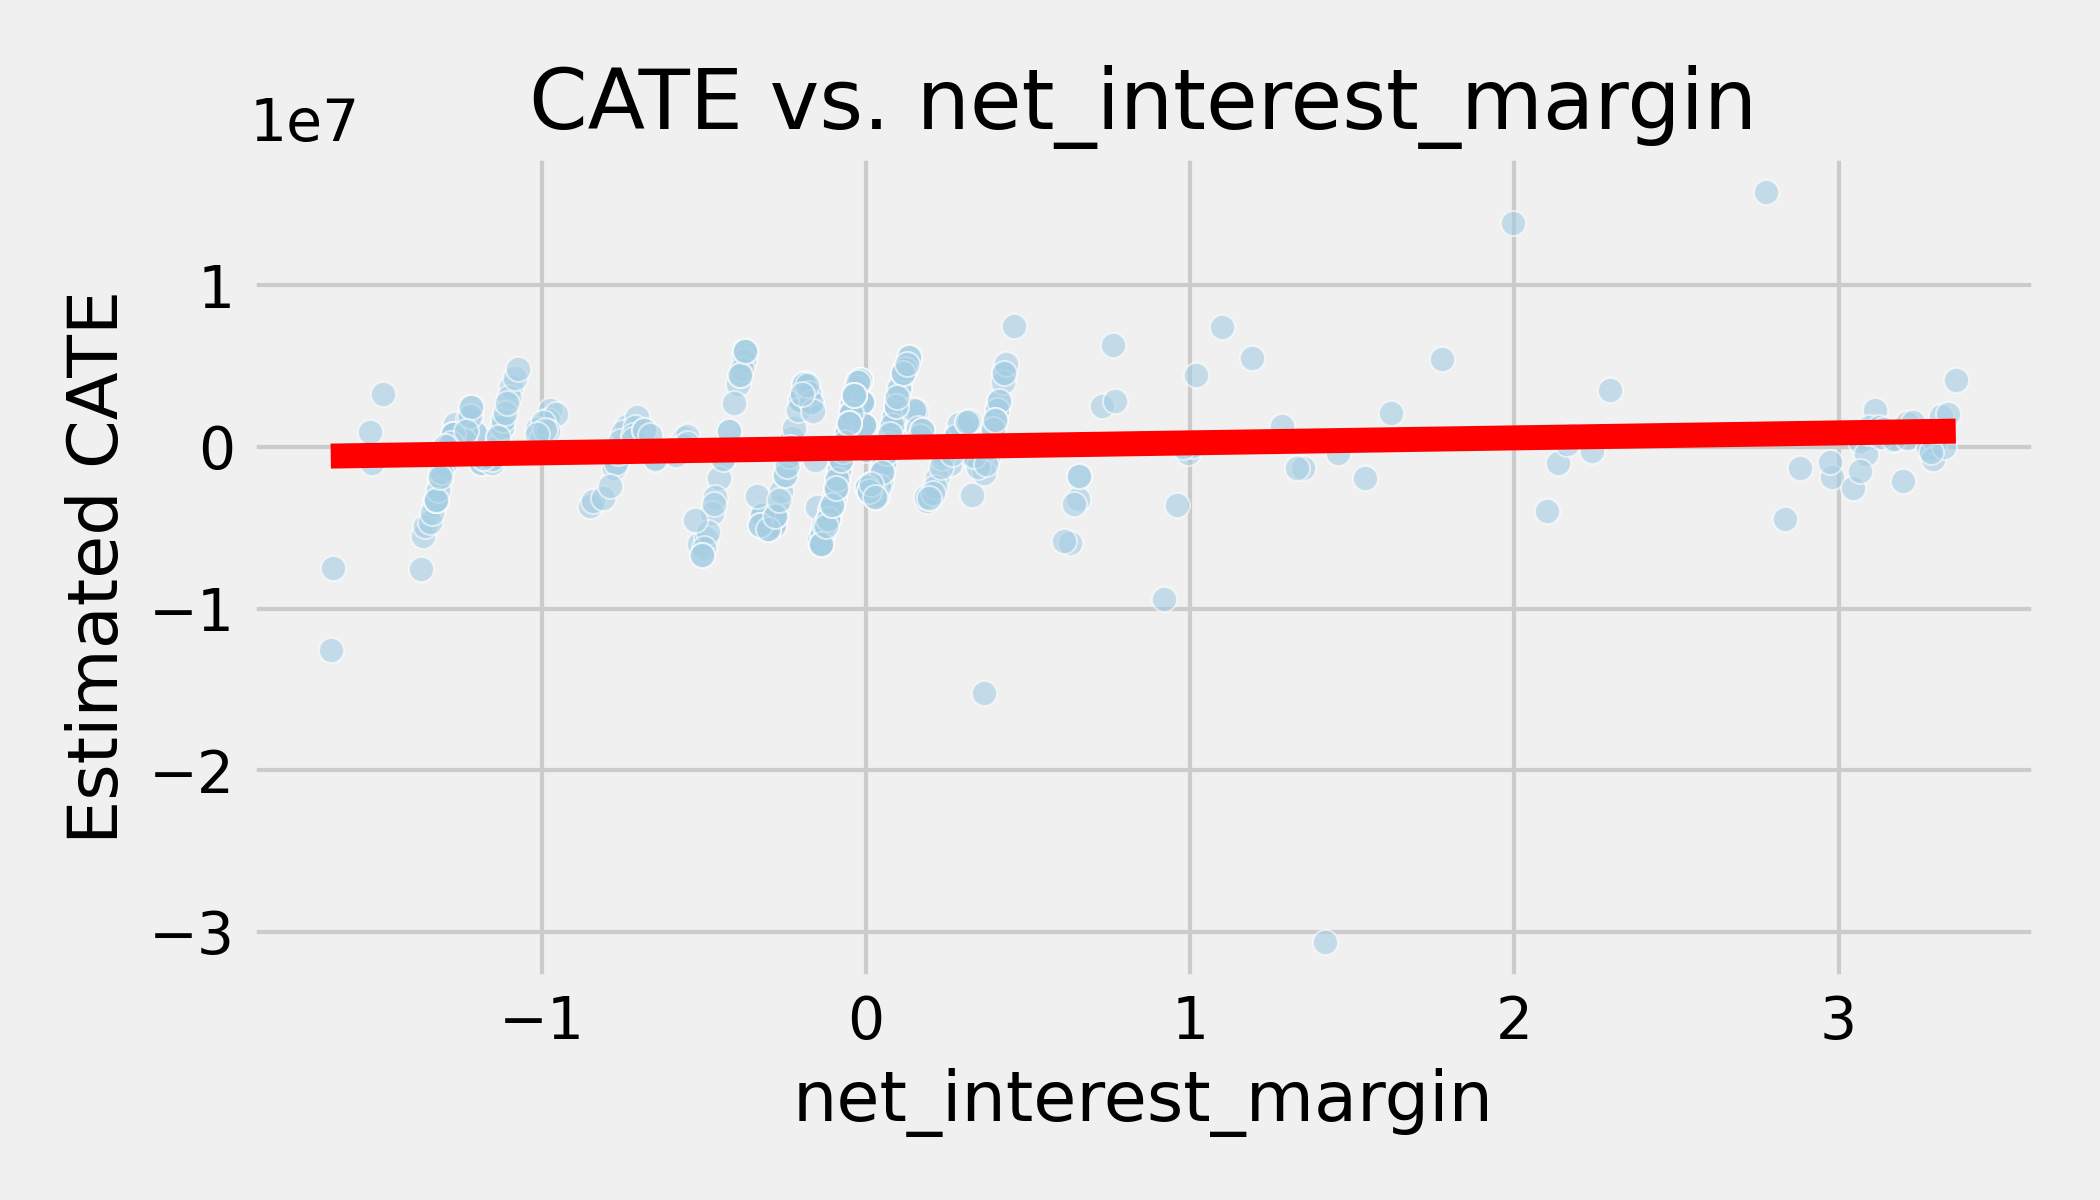 CATE vs. net_interest_margin
1e7
1
0
−1
−2
−3
Estimated CATE
−1 0 1 2 3
net_interest_margin